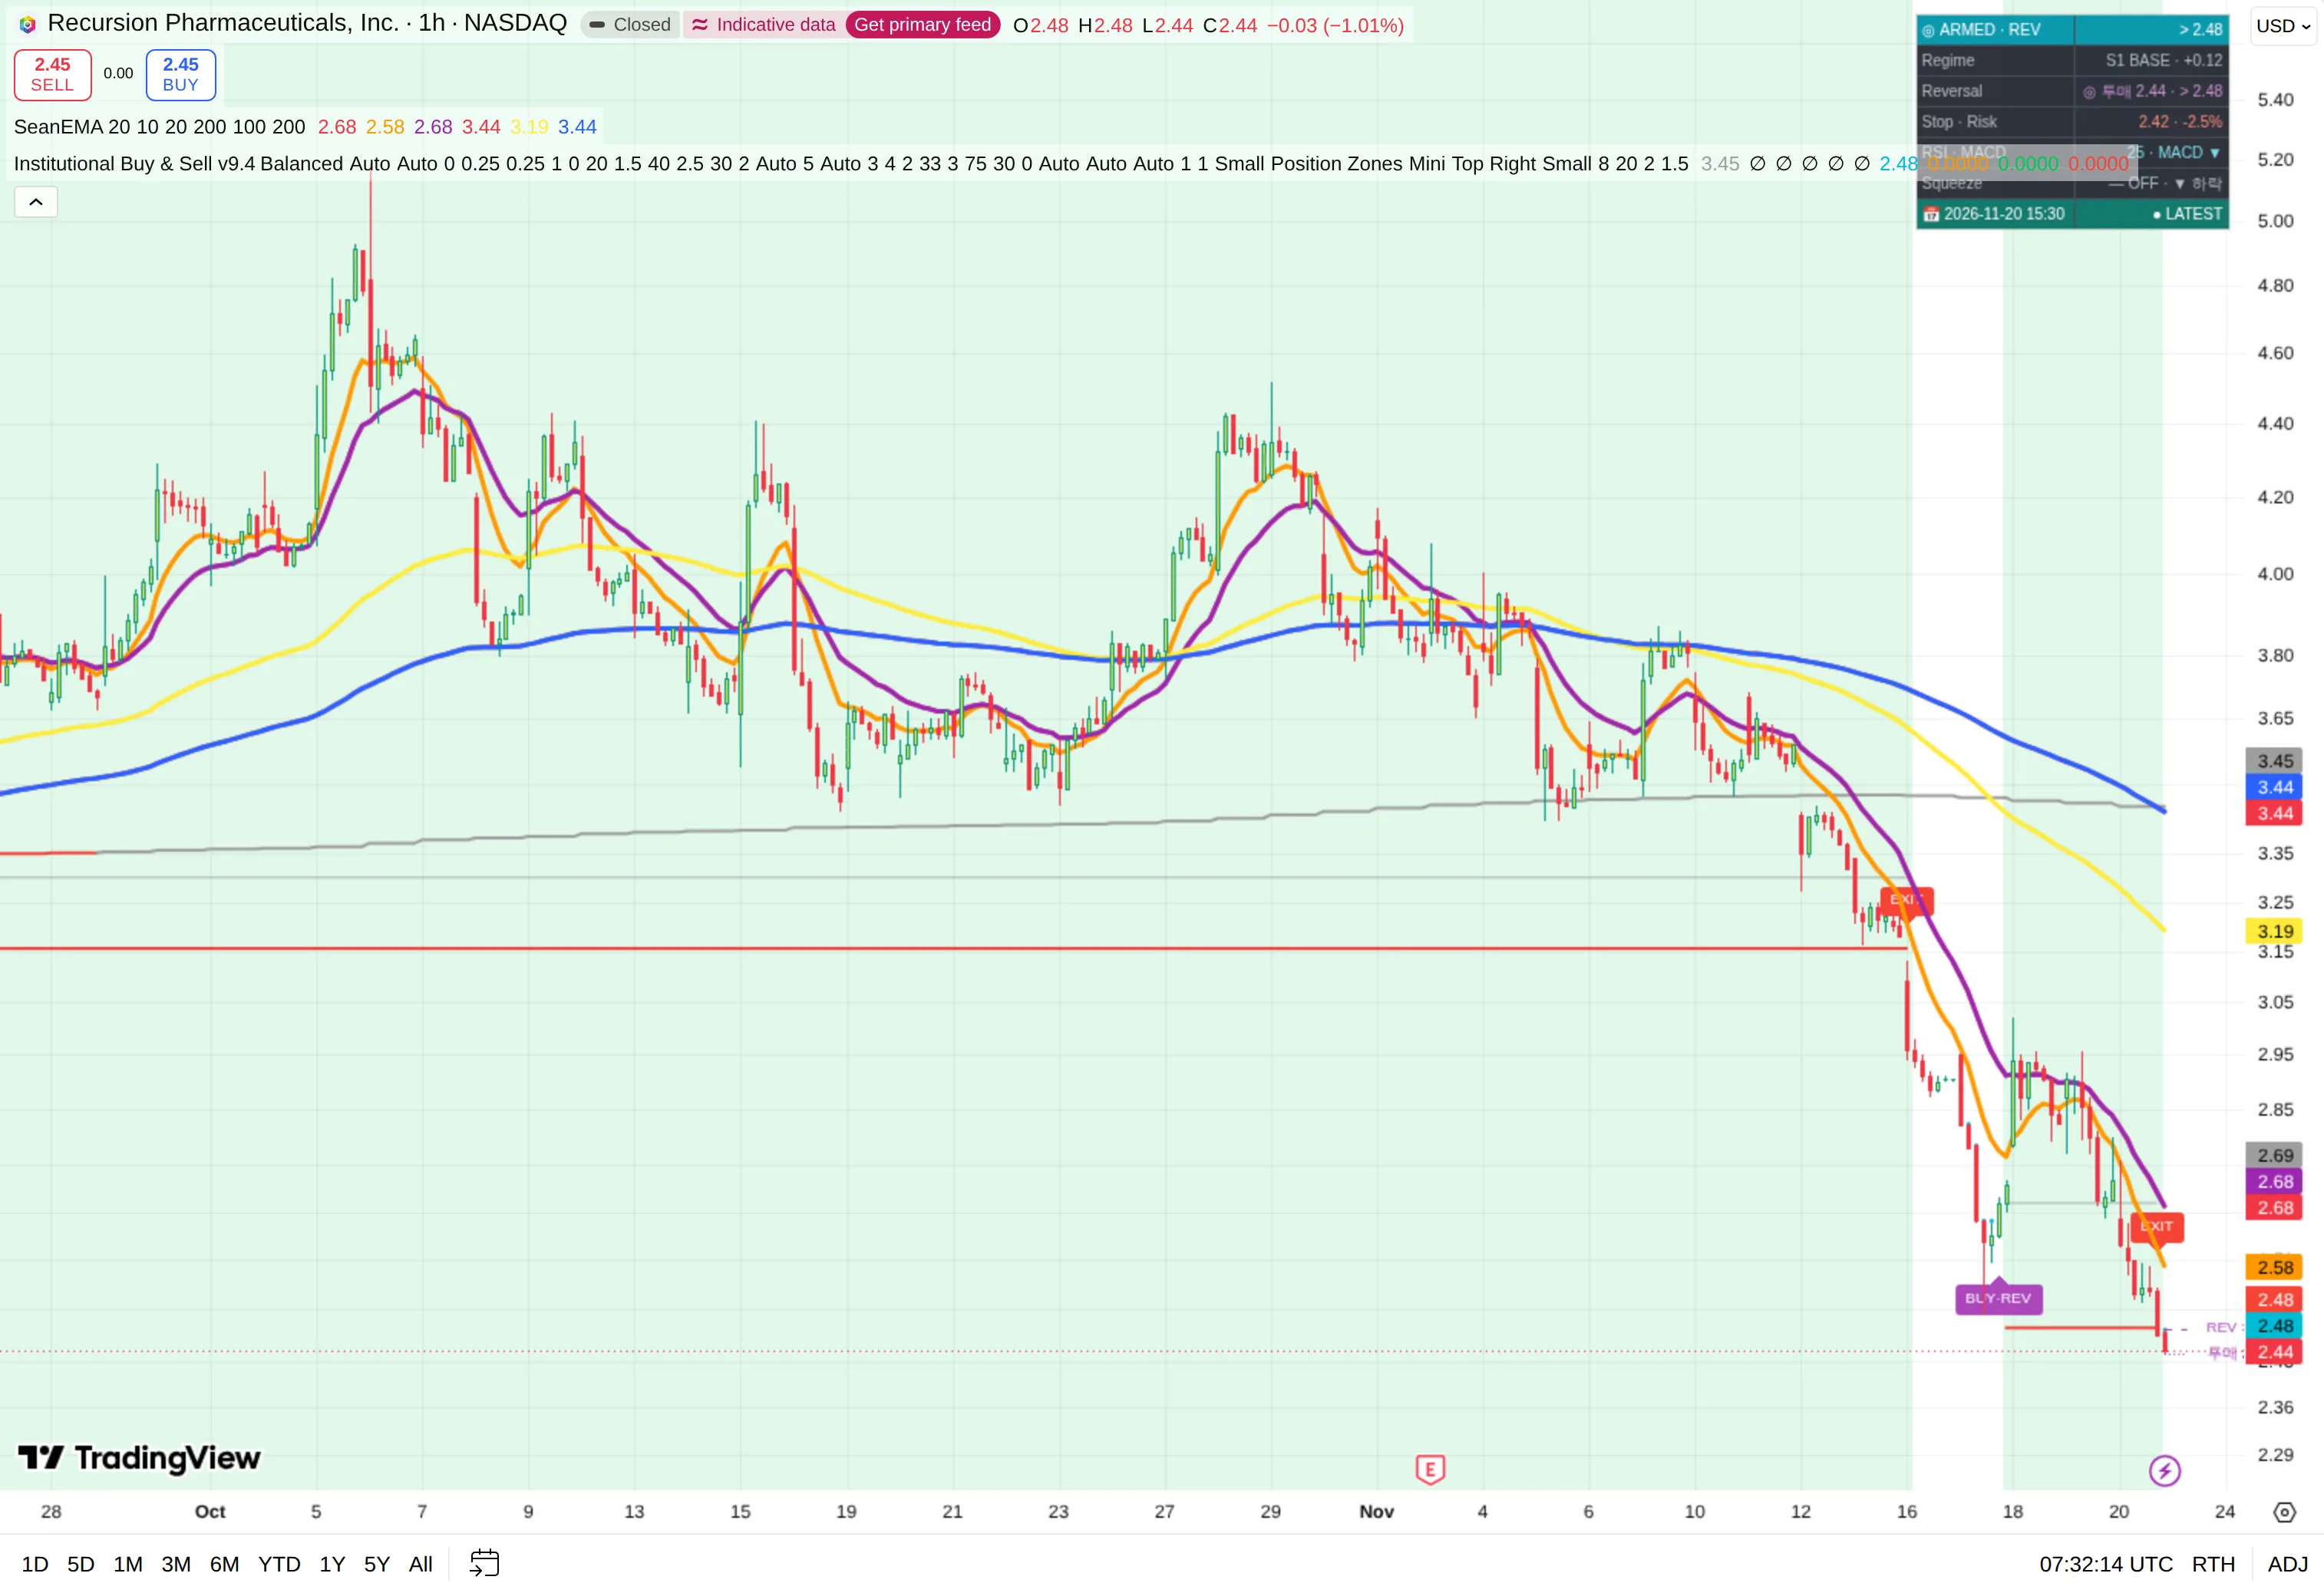 Recursion Pharmaceuticals, Inc. · 1h · NASDAQ Closed Indicative data Get primary feed O2.48 H2.48 L2.44 C2.44 −0.03 (−1.01%)
2.45 SELL 0.00 2.45 BUY
SeanEMA 20 10 20 200 100 200 2.68 2.58 2.68 3.44 3.19 3.44
Institutional Buy & Sell v9.4 Balanced Auto Auto 0 0.25 0.25 1 0 20 1.5 40 2.5 30 2 Auto 5 Auto 3 4 2 33 3 75 30 0 Auto Auto Auto 1 1 Small Position Zones Mini Top Right Small 8 20 2 1.5 3.45 ∅ ∅ ∅ ∅ ∅ 2.48 0.0000 0.0000 0.0000
◎ ARMED · REV > 2.48
Regime S1 BASE · +0.12
Reversal ◎ 투매 2.44 · > 2.48
Stop · Risk 2.42 · -2.5%
RSI · MACD 25 · MACD ▼
Squeeze — OFF · ▼ 하락
📅 2026-11-20 15:30 ● LATEST
USD
5.40
5.20
5.00
4.80
4.60
4.40
4.20
4.00
3.80
3.65
3.45
3.44
3.44
3.35
3.25
3.19
3.15
3.05
2.95
2.85
2.69
2.68
2.68
2.58
2.48
2.48
2.44
2.36
2.29
EXIT
EXIT
BUY-REV
REV
투매
TradingView
E
28 Oct 5 7 9 13 15 19 21 23 27 29 Nov 4 6 10 12 16 18 20 24
1D 5D 1M 3M 6M YTD 1Y 5Y All
07:32:14 UTC RTH ADJ